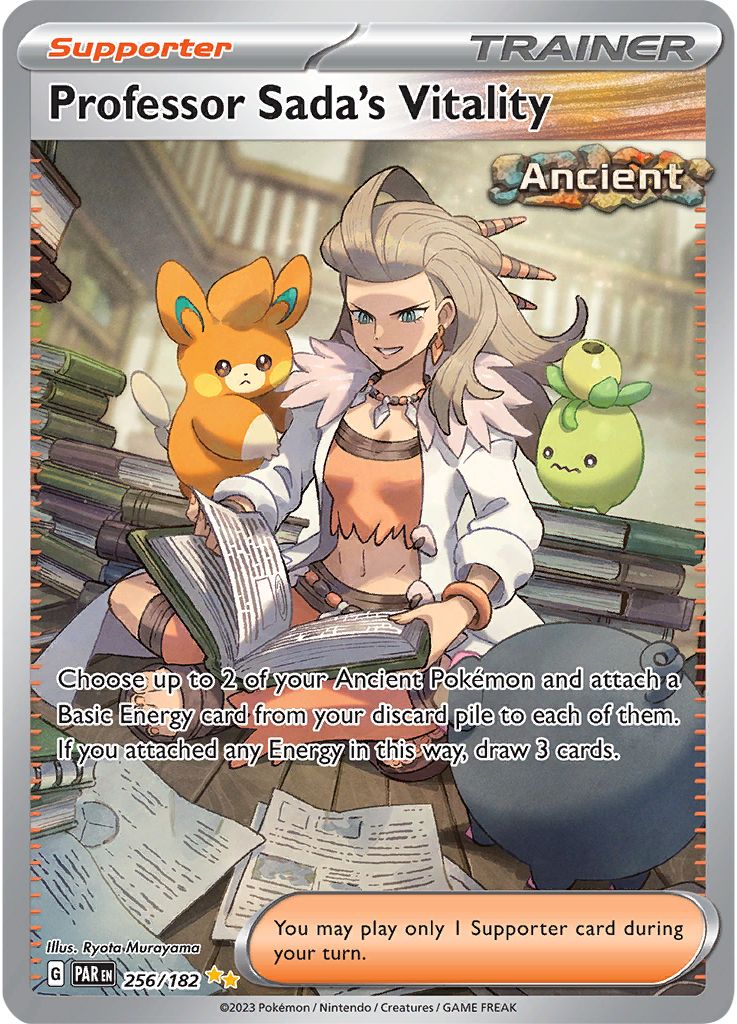 Supporter
TRAINER
Professor Sada's Vitality
Ancient
Choose up to 2 of your Ancient Pokémon and attach a
Basic Energy card from your discard pile to each of them.
If you attached any Energy in this way, draw 3 cards.
You may play only 1 Supporter card during
your turn.
Illus. Ryota Murayama
G PAR EN 256/182
©2023 Pokémon / Nintendo / Creatures / GAME FREAK